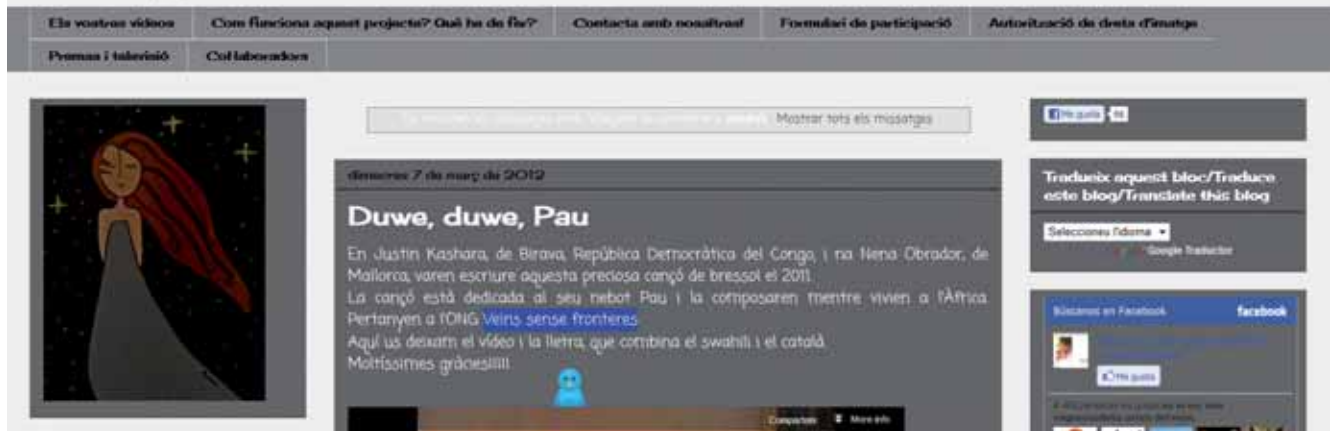 Els vostres vídeos
Com funciona aquest projecte? Què he de fer?
Contacta amb nosaltres!
Formulari de participació
Autorització de drets d'imatge
Premsa i televisió
Col·laboradors
Mostrar tots els missatges
dimecres 7 de març de 2012
Duwe, duwe, Pau
En Justin Kashara, de Birava, República Democràtica del Congo, i na Nena Obrador, de
Mallorca, varen escriure aquesta preciosa cançó de bressol el 2011.
La cançó està dedicada al seu nebot Pau i la composaren mentre vivien a l'Àfrica.
Pertanyen a l'ONG Veïns sense fronteres.
Aquí us deixam el vídeo i la lletra, que combina el swahili i el català.
Moltíssimes gràcies!!!!!
Comparteix
More info
Me gusta
Tradueix aquest bloc/Traduce
este blog/Translate this blog
Seleccioneu l'idioma
Google Traductor
Búscanos en Facebook
facebook
Me gusta